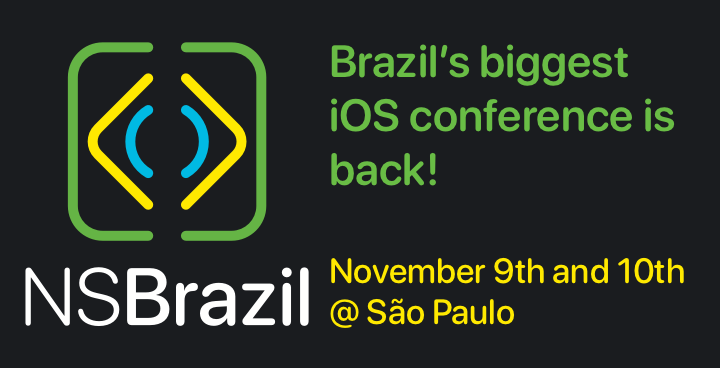 Brazil’s biggest
iOS conference is
back!
NSBrazil
November 9th and 10th
@ São Paulo